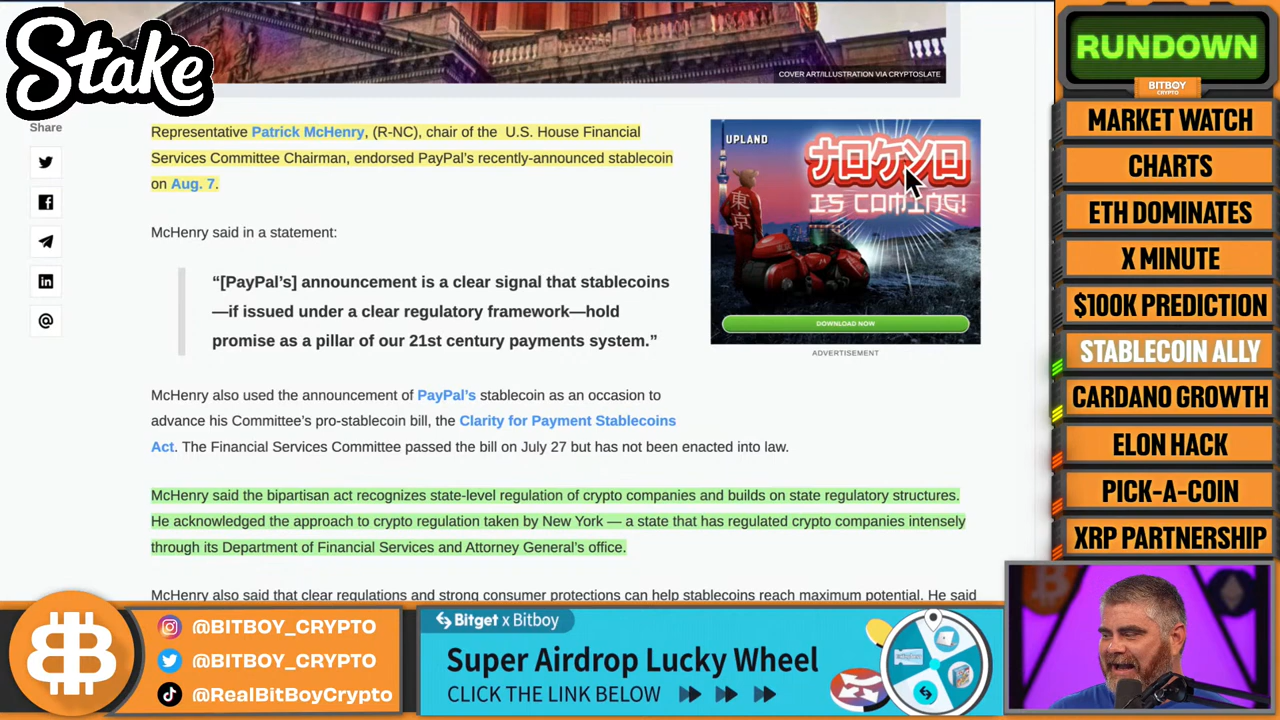 Stake
COVER ART/ILLUSTRATION VIA CRYPTOSLATE
Share
Representative Patrick McHenry, (R-NC), chair of the U.S. House Financial
Services Committee Chairman, endorsed PayPal's recently-announced stablecoin
on Aug. 7.
McHenry said in a statement:
“[PayPal’s] announcement is a clear signal that stablecoins
—if issued under a clear regulatory framework—hold
promise as a pillar of our 21st century payments system.”
McHenry also used the announcement of PayPal’s stablecoin as an occasion to
advance his Committee’s pro-stablecoin bill, the Clarity for Payment Stablecoins
Act. The Financial Services Committee passed the bill on July 27 but has not been enacted into law.
McHenry said the bipartisan act recognizes state-level regulation of crypto companies and builds on state regulatory structures.
He acknowledged the approach to crypto regulation taken by New York — a state that has regulated crypto companies intensely
through its Department of Financial Services and Attorney General’s office.
McHenry also said that clear regulations and strong consumer protections can help stablecoins reach maximum potential. He said
UPLAND
東京
IS COMING!
DOWNLOAD NOW
ADVERTISEMENT
RUNDOWN
BITBOY
CRYPTO
MARKET WATCH
CHARTS
ETH DOMINATES
X MINUTE
$100K PREDICTION
STABLECOIN ALLY
CARDANO GROWTH
ELON HACK
PICK-A-COIN
XRP PARTNERSHIP
@BITBOY_CRYPTO
@BITBOY_CRYPTO
@RealBitBoyCrypto
Bitget x Bitboy
Super Airdrop Lucky Wheel
CLICK THE LINK BELOW